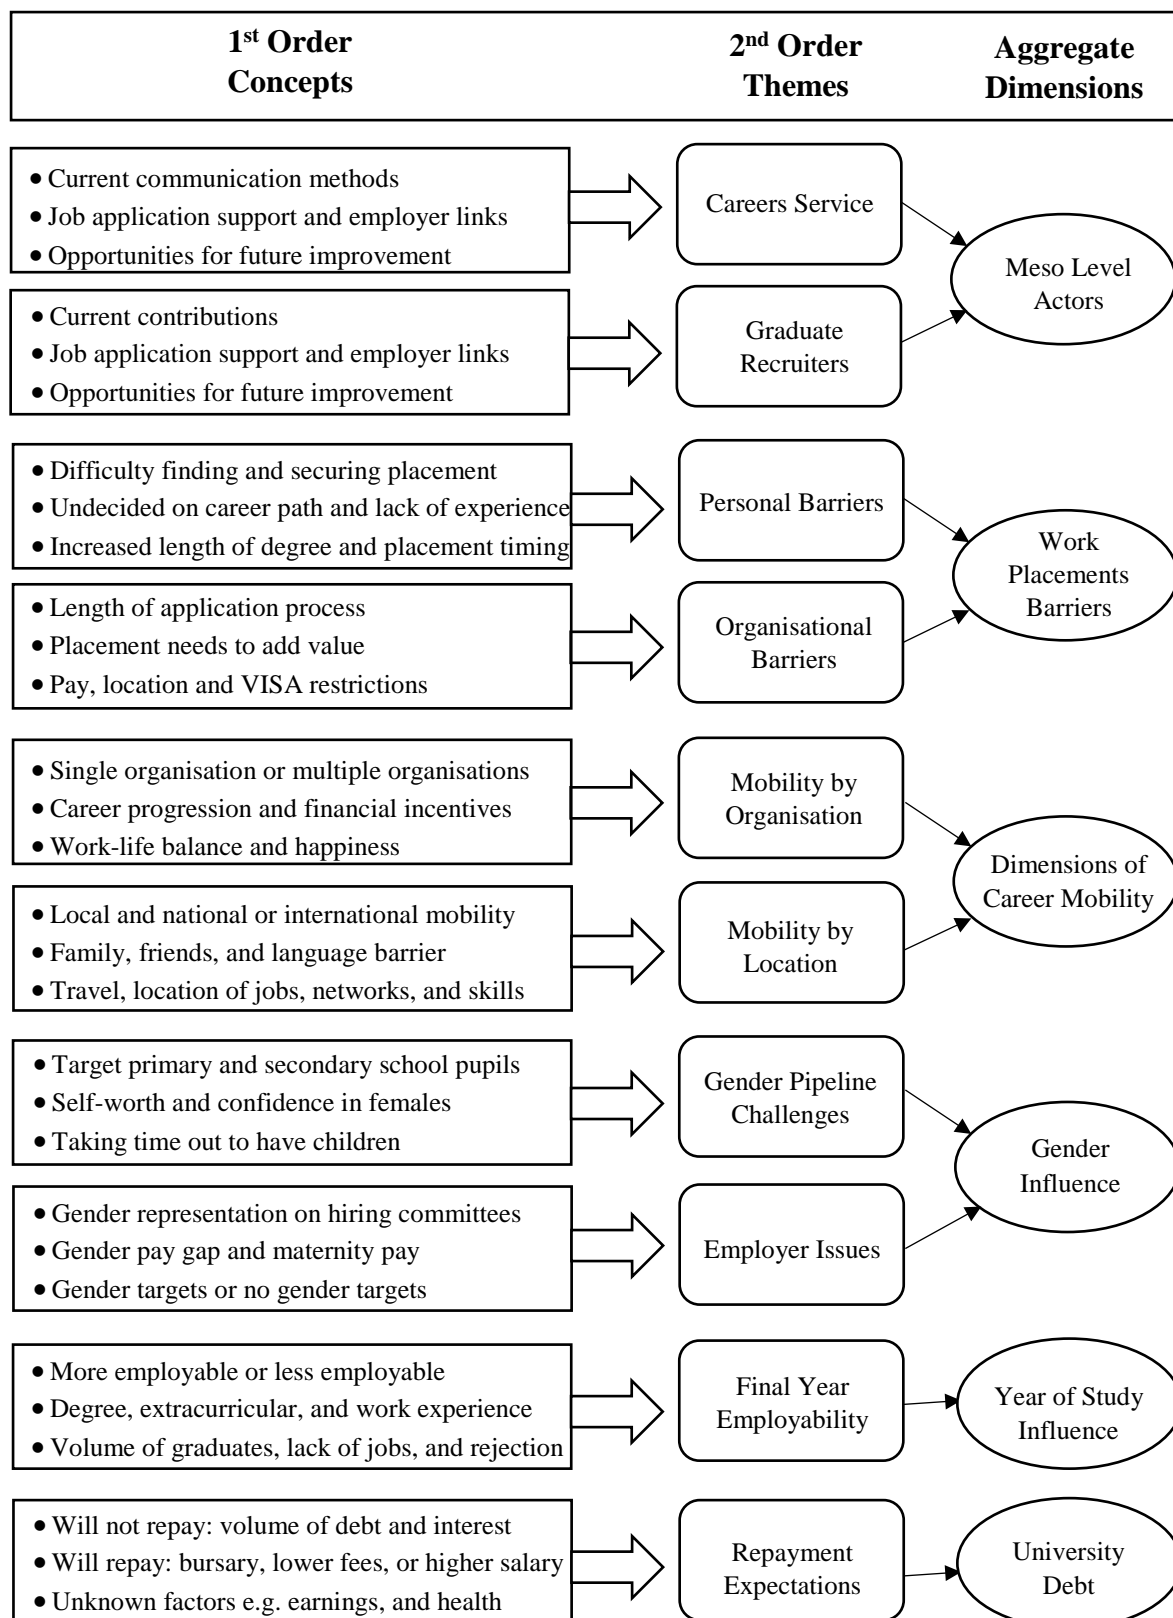 1st Order
Concepts
2nd Order
Themes
Aggregate
Dimensions
• Current communication methods
• Job application support and employer links
• Opportunities for future improvement
Careers Service
• Current contributions
• Job application support and employer links
• Opportunities for future improvement
Graduate
Recruiters
Meso Level
Actors
• Difficulty finding and securing placement
• Undecided on career path and lack of experience
• Increased length of degree and placement timing
Personal Barriers
• Length of application process
• Placement needs to add value
• Pay, location and VISA restrictions
Organisational
Barriers
Work
Placements
Barriers
• Single organisation or multiple organisations
• Career progression and financial incentives
• Work-life balance and happiness
Mobility by
Organisation
• Local and national or international mobility
• Family, friends, and language barrier
• Travel, location of jobs, networks, and skills
Mobility by
Location
Dimensions of
Career Mobility
• Target primary and secondary school pupils
• Self-worth and confidence in females
• Taking time out to have children
Gender Pipeline
Challenges
• Gender representation on hiring committees
• Gender pay gap and maternity pay
• Gender targets or no gender targets
Employer Issues
Gender
Influence
• More employable or less employable
• Degree, extracurricular, and work experience
• Volume of graduates, lack of jobs, and rejection
Final Year
Employability
Year of Study
Influence
• Will not repay: volume of debt and interest
• Will repay: bursary, lower fees, or higher salary
• Unknown factors e.g. earnings, and health
Repayment
Expectations
University
Debt